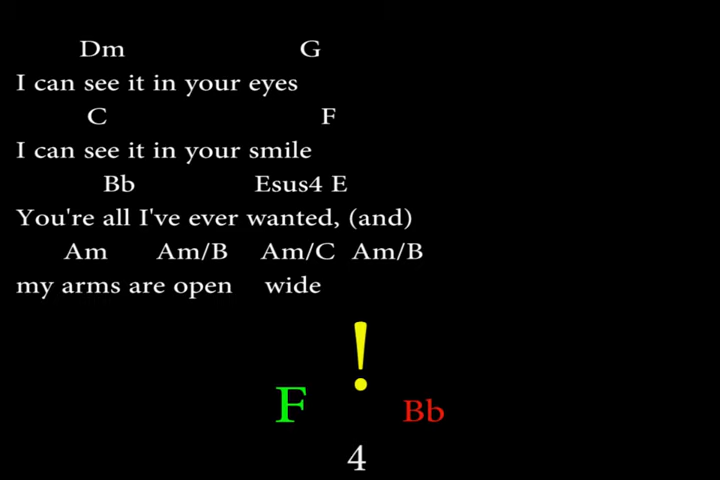 Dm G
I can see it in your eyes
C F
I can see it in your smile
Bb Esus4 E
You're all I've ever wanted, (and)
Am Am/B Am/C Am/B
my arms are open wide
!
F Bb
4